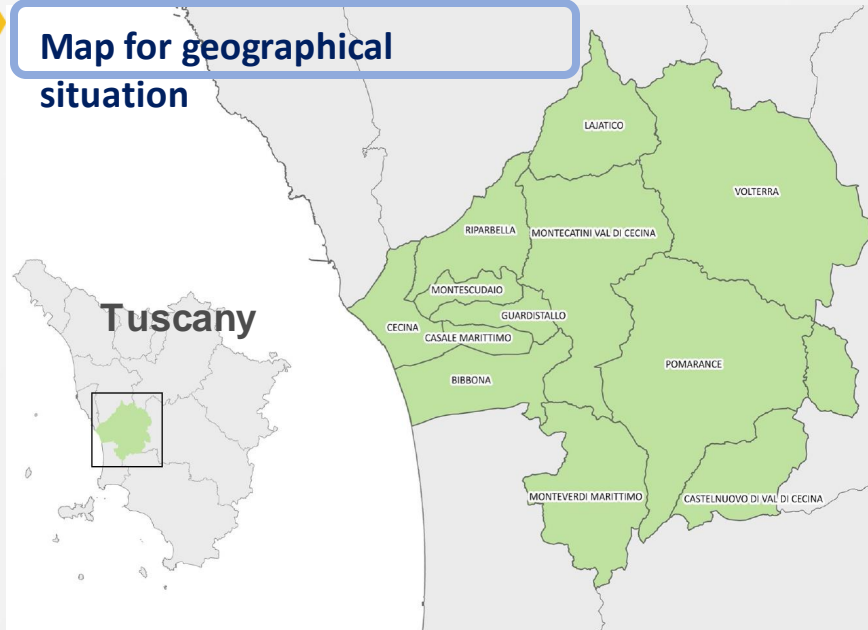 Map for geographical
situation
LAJATICO
VOLTERRA
RIPARBELLA
MONTECATINI VAL DI CECINA
MONTESCUDAIO
Tuscany
GUARDISTALLO
CECINA
CASALE MARITTIMO
POMARANCE
BIBBONA
MONTEVERDI MARITTIMO
CASTELNUOVO DI VAL DI CECINA